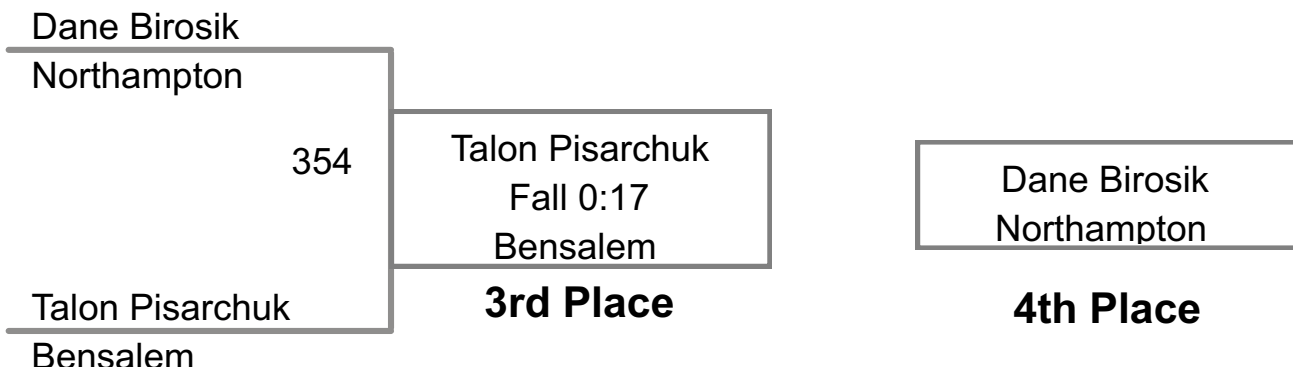 Dane Birosik
Northampton
354
Talon Pisarchuk
Bensalem
Talon Pisarchuk
Fall 0:17
Bensalem
3rd Place
Dane Birosik
Northampton
4th Place